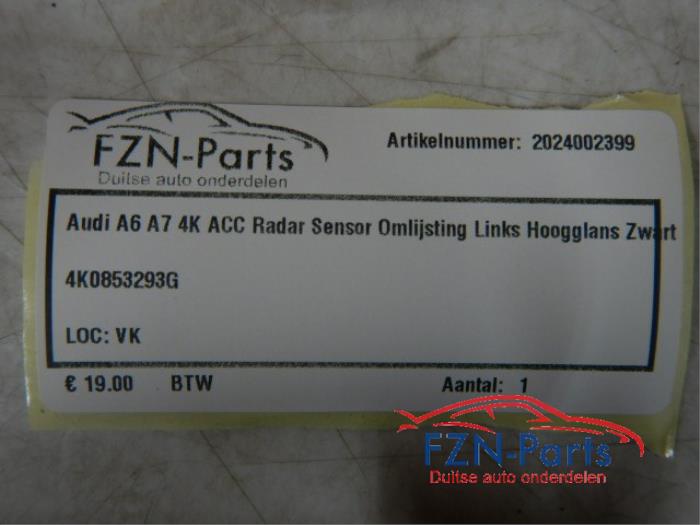 FZN-Parts
Duitse auto onderdelen
Artikelnummer: 2024002399
Audi A6 A7 4K ACC Radar Sensor Omlijsting Links Hoogglans Zwart
4K0853293G
LOC: VK
€ 19.00 BTW Aantal: 1
FZN-Parts
Duitse auto onderdelen